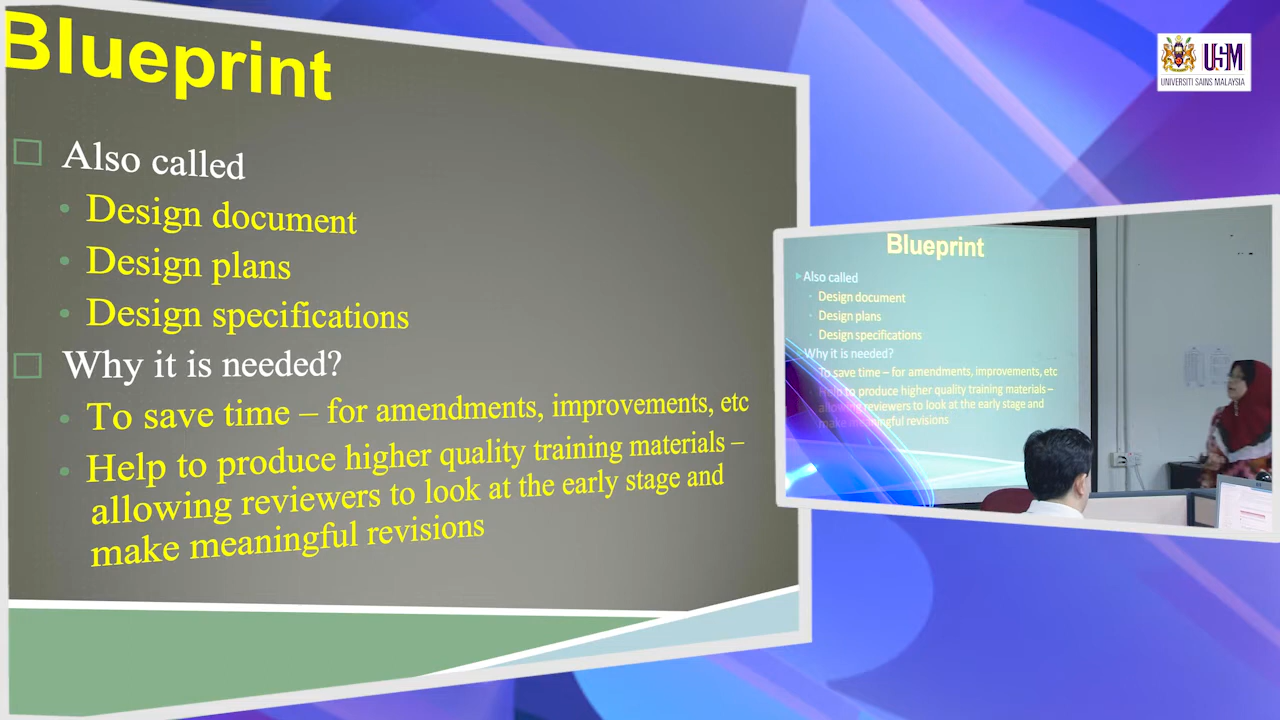 Blueprint
Also called
Design document
Design plans
Design specifications
Why it is needed?
To save time – for amendments, improvements, etc
Help to produce higher quality training materials –
allowing reviewers to look at the early stage and
make meaningful revisions
USM
UNIVERSITI SAINS MALAYSIA
Blueprint
Also called
Design document
Design plans
Design specifications
Why it is needed?
To save time – for amendments, improvements, etc
Help to produce higher quality training materials –
allowing reviewers to look at the early stage and
make meaningful revisions